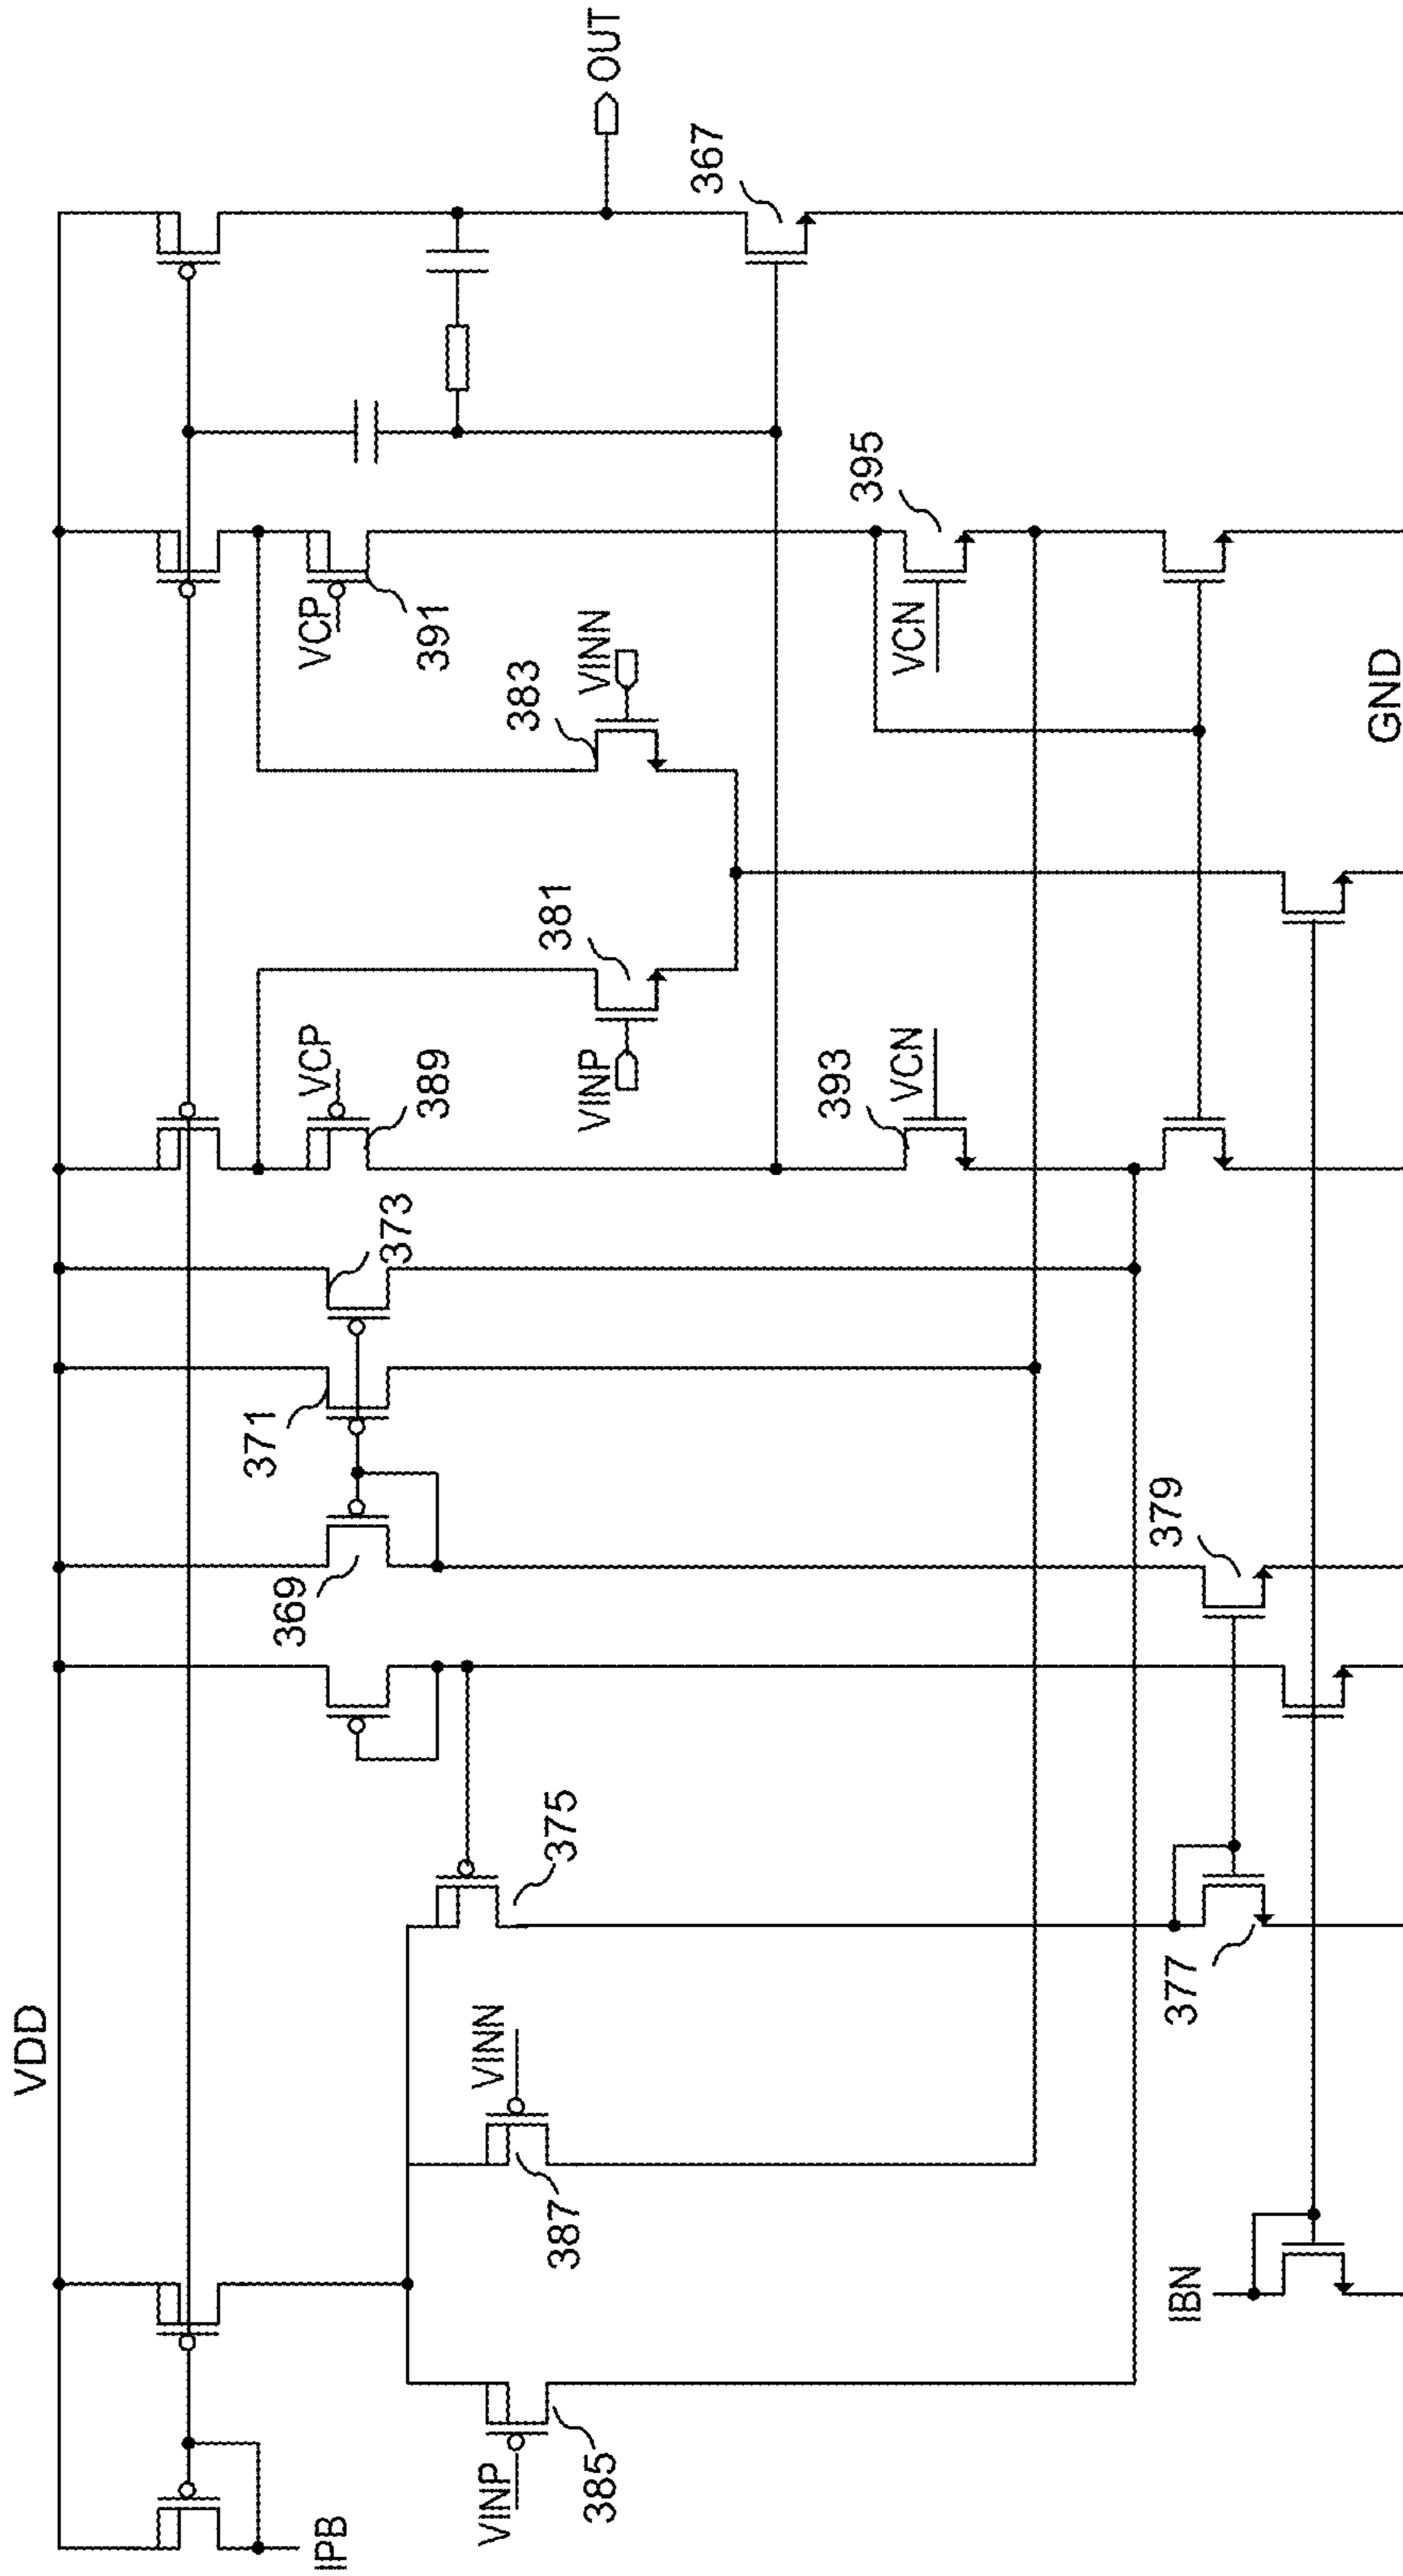 VDD
IPB
VINP
385
387
VINN
IBN
377
375
369
371
373
379
VCP
389
VINP
381
383
VINN
VCP
391
393
VCN
VCN
395
367
OUT
GND